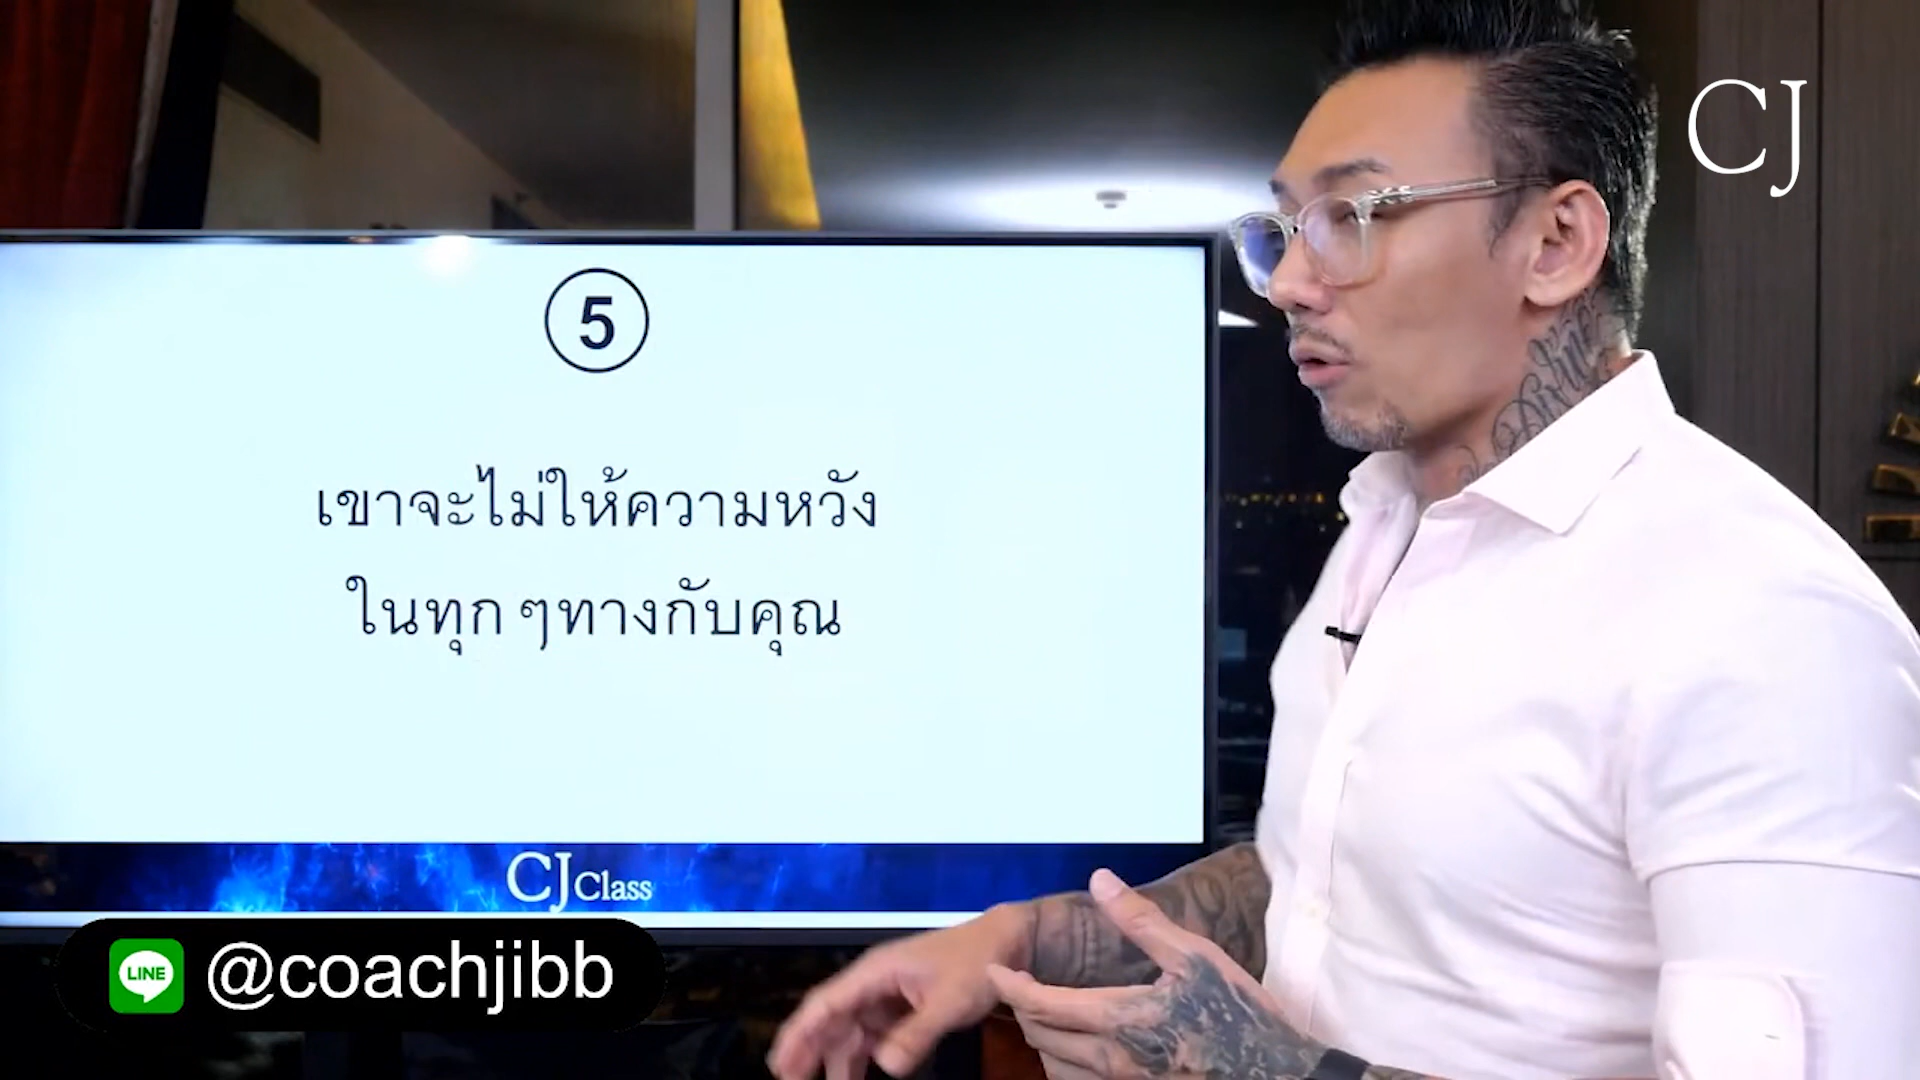 CJ
5
เขาจะไม่ให้ความหวัง
ในทุก ๆทางกับคุณ
CJ Class
LINE
@coachjibb